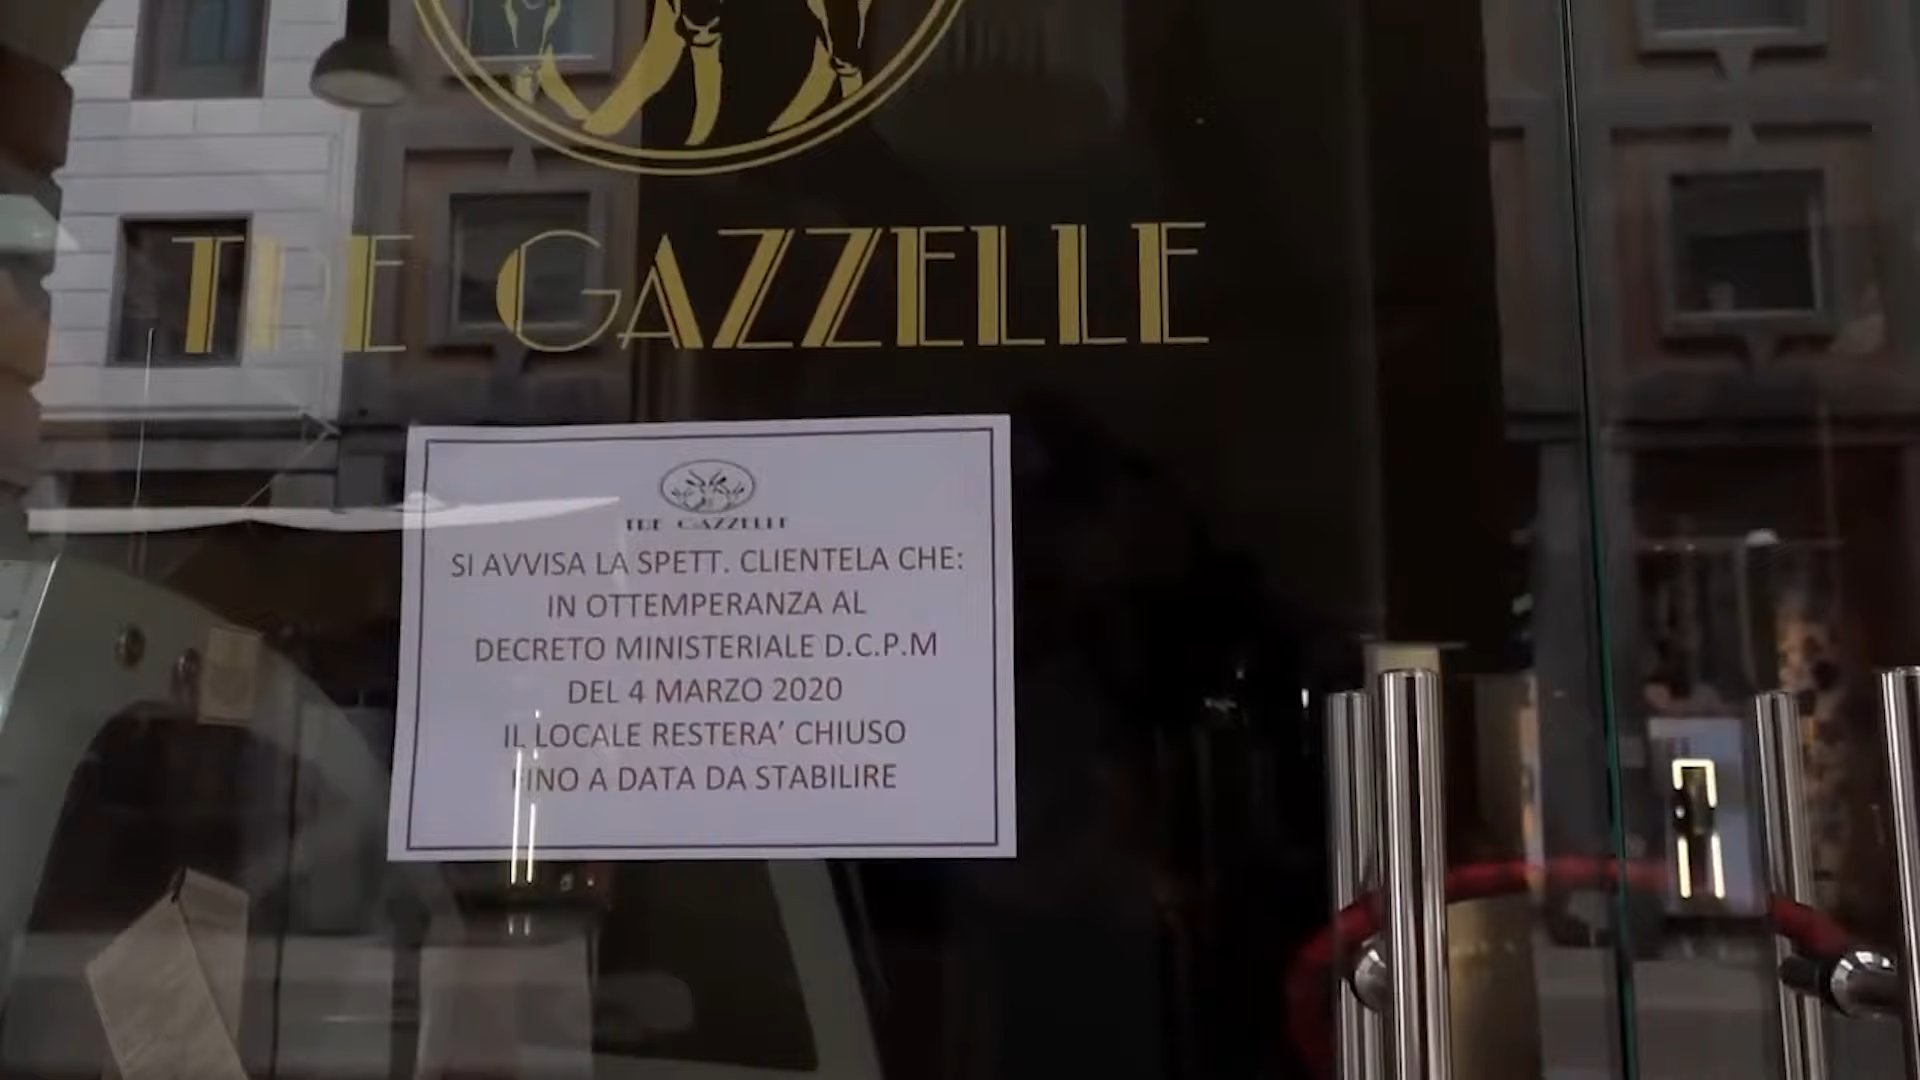 TRE GAZZELLE
TRE GAZZELLE
SI AVVISA LA SPETT. CLIENTELA CHE:
IN OTTEMPERANZA AL
DECRETO MINISTERIALE D.C.P.M
DEL 4 MARZO 2020
IL LOCALE RESTERA' CHIUSO
FINO A DATA DA STABILIRE